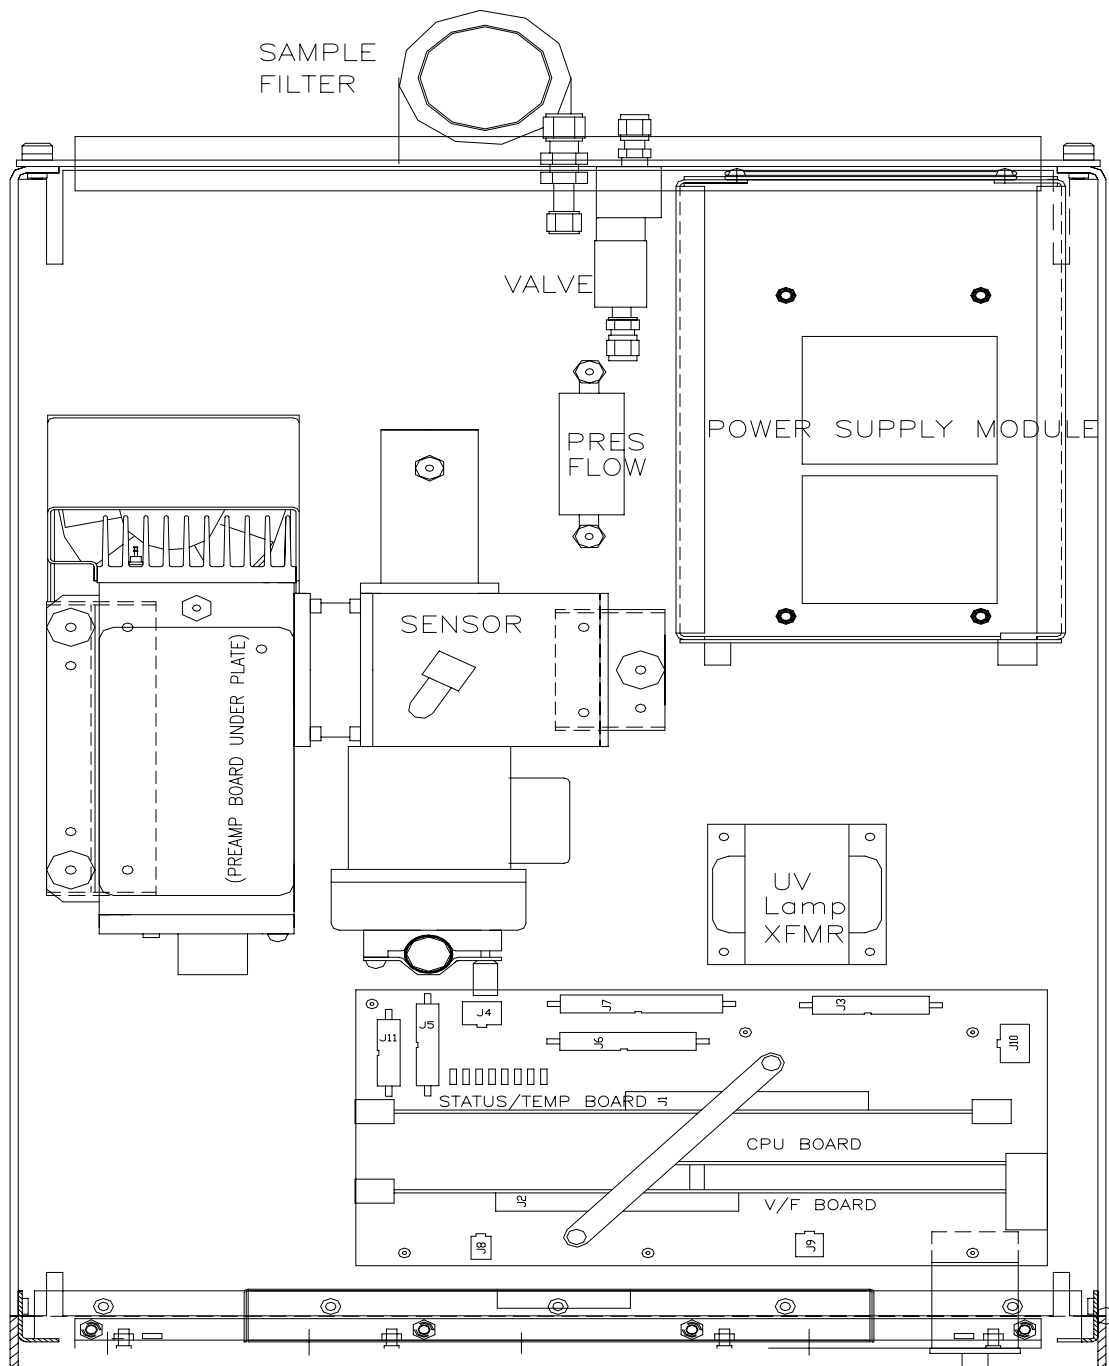 SAMPLE
FILTER
VALVE
PRES
FLOW
POWER SUPPLY MODULE
SENSOR
(PREAMP BOARD UNDER PLATE)
UV
Lamp
XFMR
J4
J7
J3
J5
J11
J6
J10
STATUS/TEMP BOARD
J1
CPU BOARD
J2
V/F BOARD
J8
J9